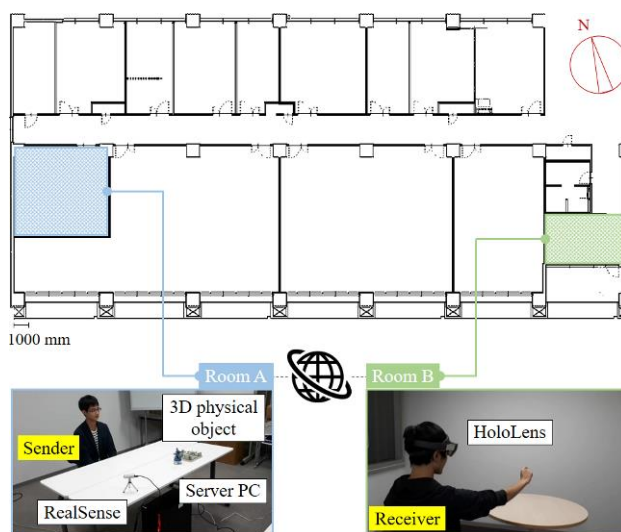 N
1000 mm
Room A
Room B
3D physical
object
Sender
RealSense
Server PC
HoloLens
Receiver